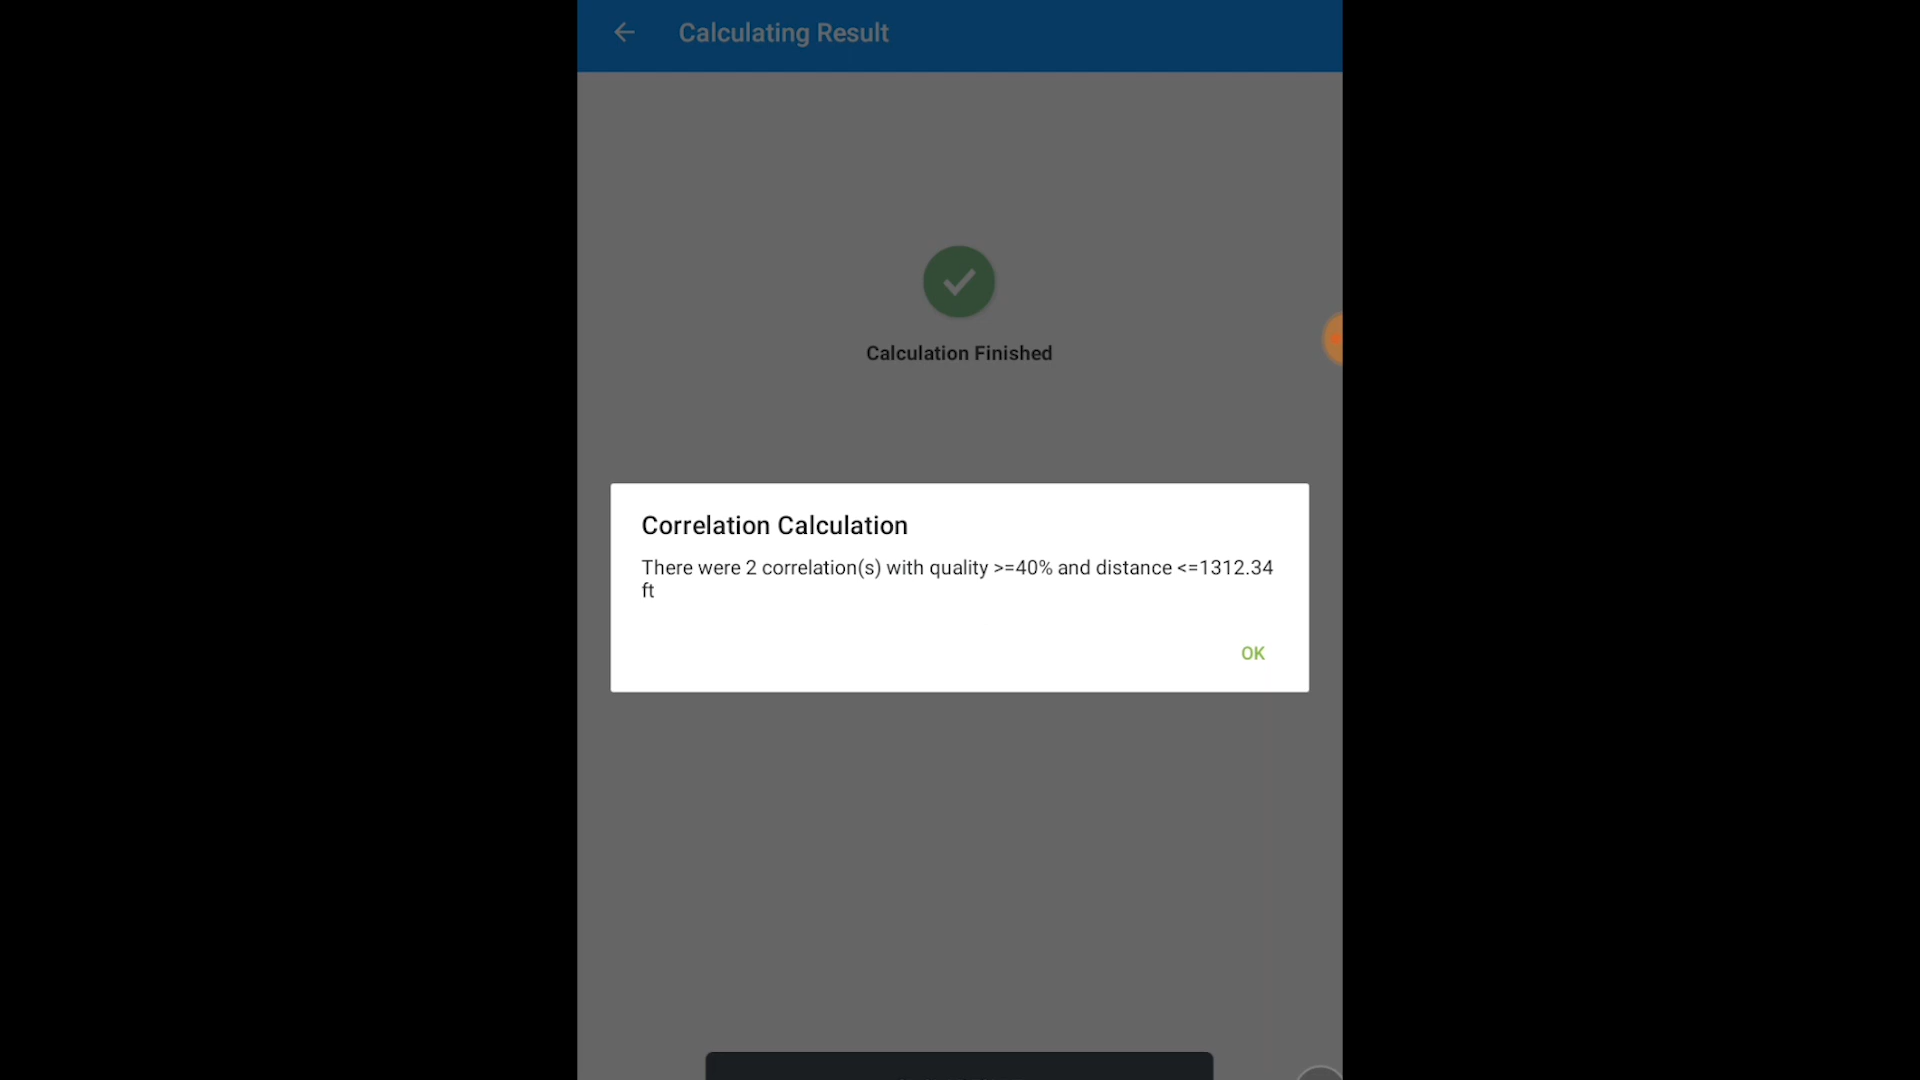 Calculating Result
Calculation Finished
Correlation Calculation
There were 2 correlation(s) with quality >=40% and distance <=1312.34
ft
OK